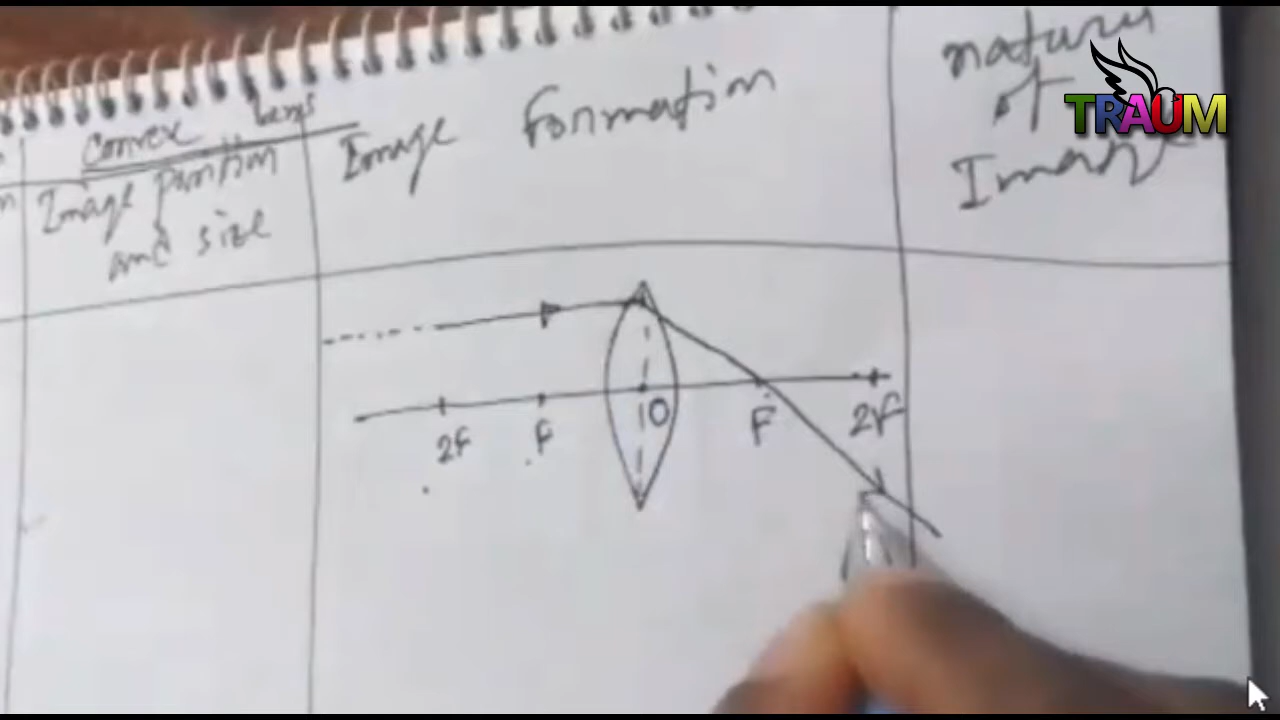 Convex lens
Image position
and size
Image Formation
nature
of
Image
TRAUM
2F
F
O
F
2F